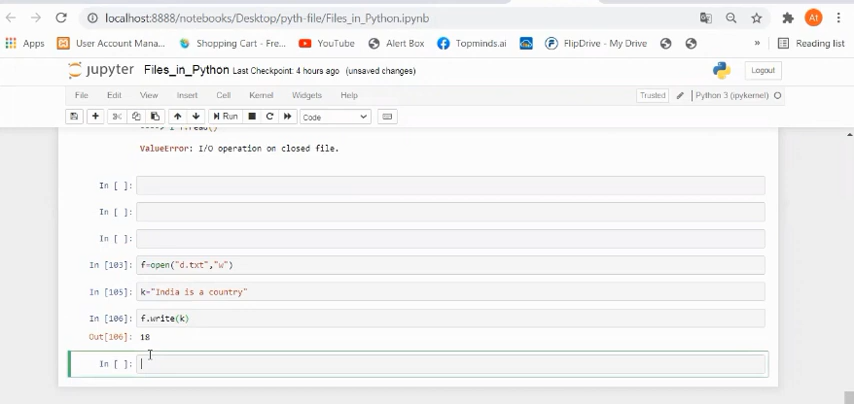 localhost:8888/notebooks/Desktop/pyth-file/Files_in_Python.ipynb
At
Apps User Account Mana... Shopping Cart - Fre... YouTube Alert Box Topminds.ai FlipDrive - My Drive » Reading list
jupyter Files_in_Python Last Checkpoint: 4 hours ago (unsaved changes) Logout
File Edit View Insert Cell Kernel Widgets Help Trusted Python 3 (ipykernel)
Run Code
1 f.read()
ValueError: I/O operation on closed file.
In [ ]:
In [ ]:
In [ ]:
In [103]: f=open("d.txt","w")
In [105]: k="India is a country"
In [106]: f.write(k)
Out[106]: 18
In [ ]: